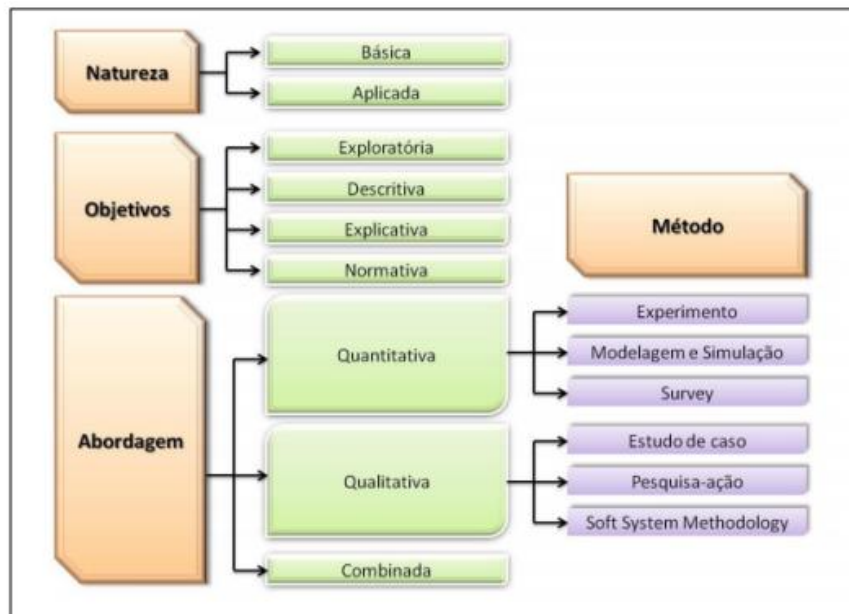 Natureza
Básica
Aplicada
Objetivos
Exploratória
Descritiva
Explicativa
Normativa
Método
Abordagem
Quantitativa
Experimento
Modelagem e Simulação
Survey
Qualitativa
Estudo de caso
Pesquisa-ação
Soft System Methodology
Combinada